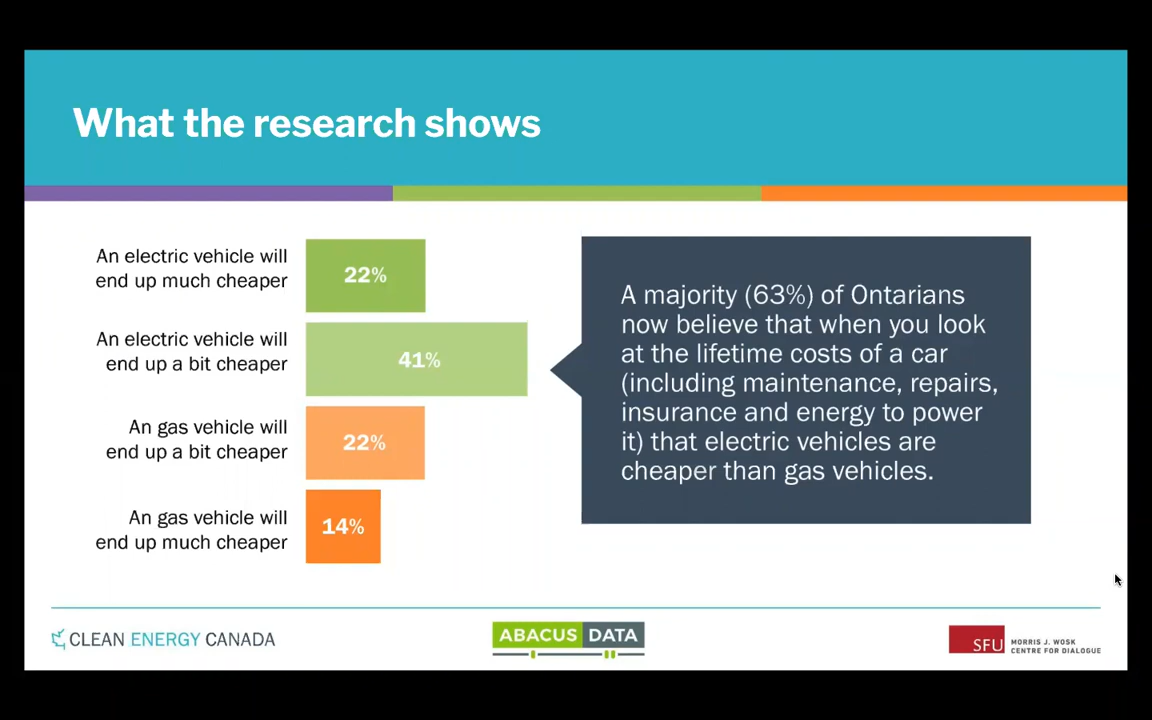 What the research shows
An electric vehicle will
end up much cheaper
22%
An electric vehicle will
end up a bit cheaper
41%
An gas vehicle will
end up a bit cheaper
22%
An gas vehicle will
end up much cheaper
14%
A majority (63%) of Ontarians
now believe that when you look
at the lifetime costs of a car
(including maintenance, repairs,
insurance and energy to power
it) that electric vehicles are
cheaper than gas vehicles.
CLEAN ENERGY CANADA
ABACUS DATA
SFU
MORRIS J. WOSK
CENTRE FOR DIALOGUE